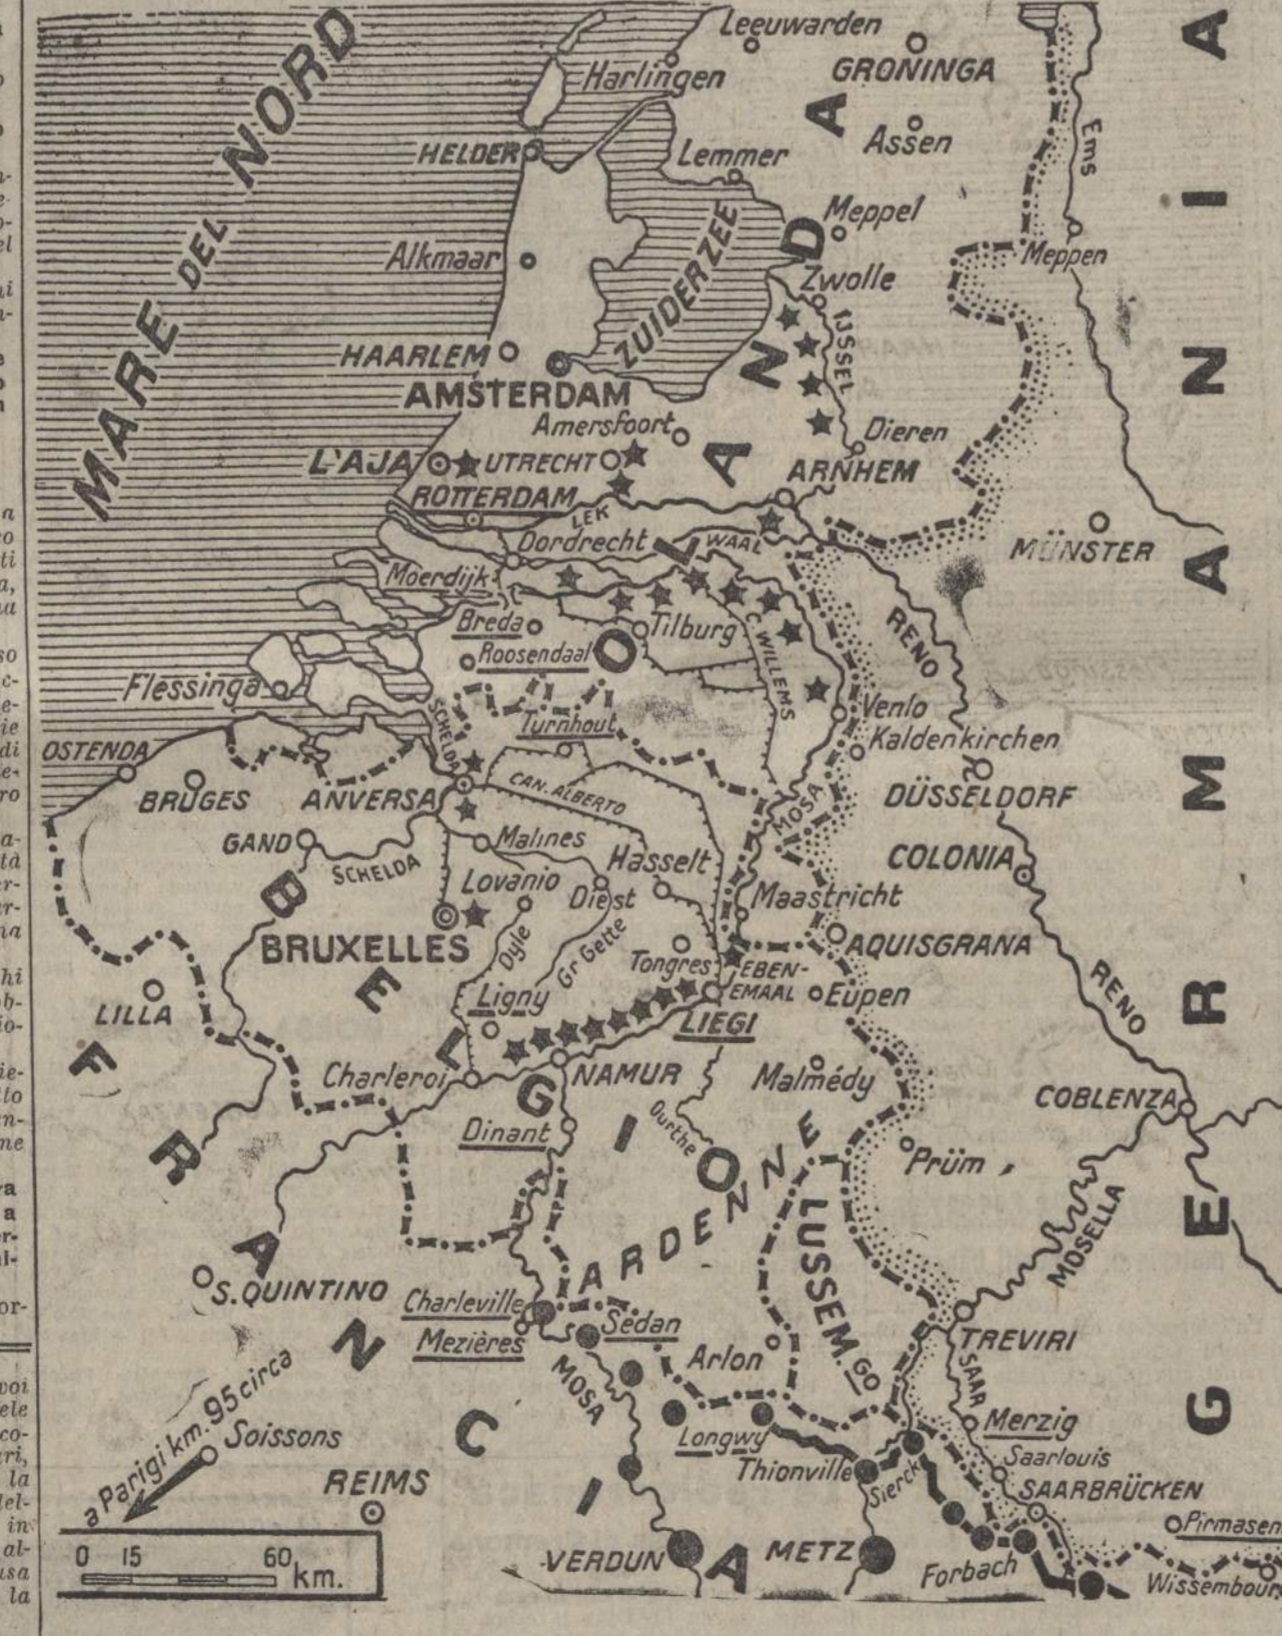 MARE DEL NORD
Leeuwarden
GRONINGA
Harlingen
Assen
HELDER
Lemmer
Ems
Meppel
Meppen
Alkmaar
ZUIDERZEE
Zwolle
IJSSEL
HAARLEM
AMSTERDAM
Amersfoort
Dieren
L'AJA
UTRECHT
ARNHEM
ROTTERDAM
LEK
Dordrecht
WAAL
MÜNSTER
Moerdijk
Breda
Tilburg
RENO
Roosendaal
C. WILLEMS
Flessinga
Venlo
SCHELDA
Turnhout
Kaldenkirchen
OSTENDA
BRUGES
ANVERSA
CAN. ALBERTO
DÜSSELDORF
MOSA
GAND
SCHELDA
Malines
Hasselt
COLONIA
Lovanio
Diest
Maastricht
BRUXELLES
Dyle
Gr Gette
AQUISGRANA
Tongres
EBEN-
EMAAL
Eupen
RENO
LILLA
Ligny
LIEGI
Charleroi
NAMUR
Malmédy
COBLENZA
Dinant
Ourthe
Prüm
ARDENNE
LUSSEM.GO
MOSELLA
S. QUINTINO
Charleville
Mezières
Sedan
TREVIRI
Arlon
MOSA
SAAR
Merzig
Longwy
Thionville
Sierck
Saarlouis
SAARBRÜCKEN
a Parigi km. 95 circa
Soissons
REIMS
Pirmasen
VERDUN
METZ
Forbach
Wissembour
0 15 60 km.
OLANDA
BELGIO
FRANCIA
GERMANIA